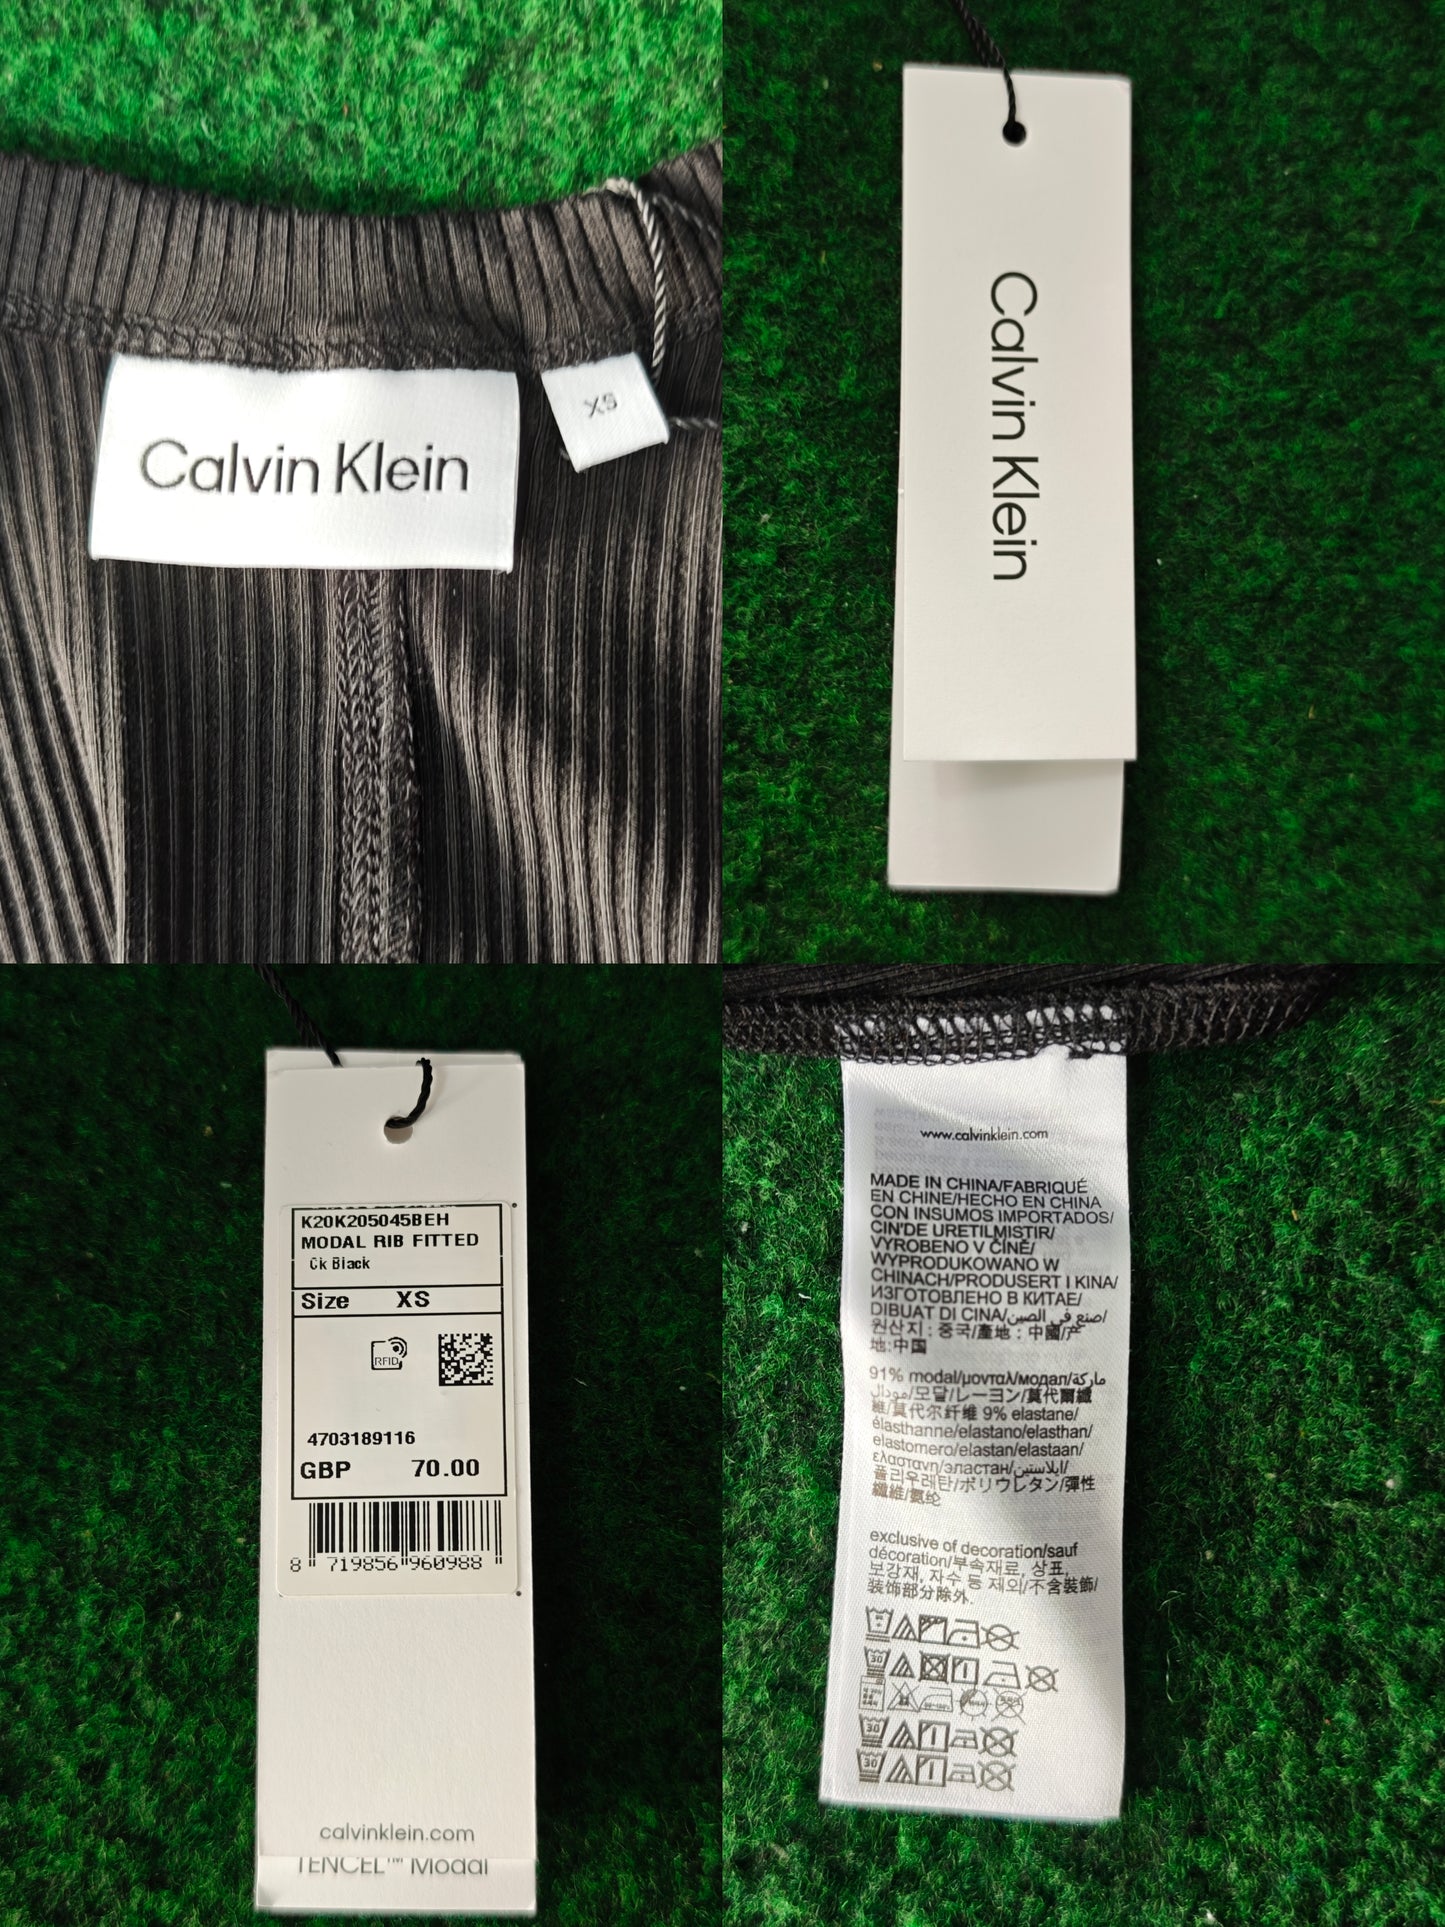 Calvin Klein
XS
Calvin Klein
K20K205045BEH
MODAL RIB FITTED
Ck Black
Size XS
RFID
4703189116
GBP 70.00
8 719856 960988
calvinklein.com
TENCEL™ Modal
www.calvinklein.com
MADE IN CHINA/FABRIQUÉ
EN CHINE/HECHO EN CHINA
CON INSUMOS IMPORTADOS/
CIN'DE URETILMISTIR/
VYROBENO V ČÍNĚ/
WYPRODUKOWANO W
CHINACH/PRODUSERT I KINA/
ИЗГОТОВЛЕНО В КИТАЕ/
DIBUAT DI CINA/صنع في الصين/
원산지 : 중국/產地 : 中國/产
地:中国
91% modal/μονταλ/модал/ماركة
مودال/모달/レーヨン/莫代爾纖
維/莫代尔纤维 9% elastane/
élasthanne/elastano/elasthan/
elastomero/elastan/elastaan/
ελαστανη/эластан/ايلاستين/
폴리우레탄/ポリウレタン/彈性
纖維/氨纶
exclusive of decoration/sauf
décoration/부속재료, 상표,
보강재, 자수 등 제외/不含裝飾/
装饰部分除外.
30
30
30